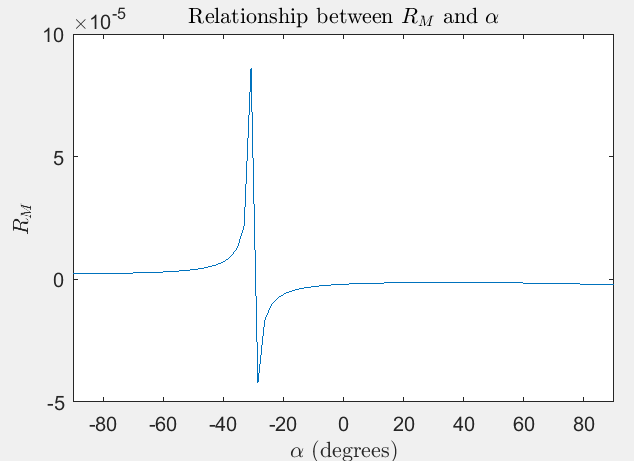 Relationship between R_M and α
×10^-5
10
5
0
-5
R_M
-80 -60 -40 -20 0 20 40 60 80
α (degrees)